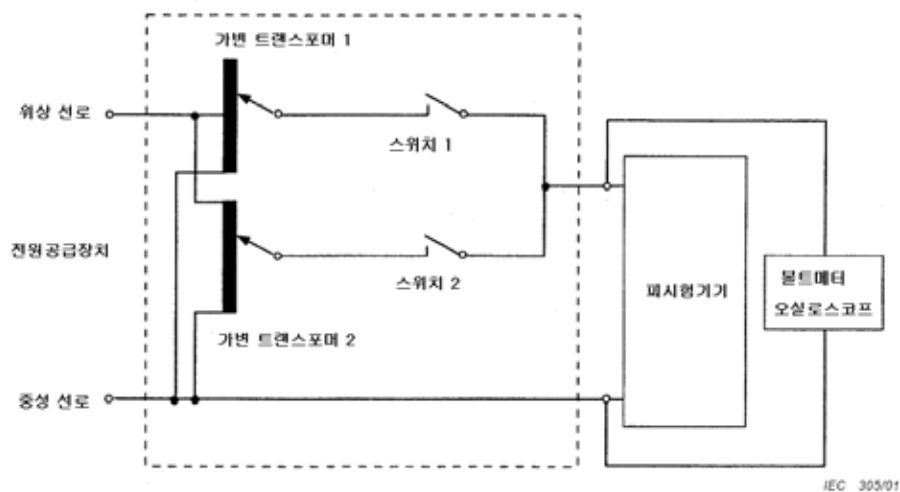 가변 트랜스포머 1
위상 선로
스위치 1
전원공급장치
스위치 2
피시험기기
볼트메터
오실로스코프
가변 트랜스포머 2
중성 선로
IEC 305/01